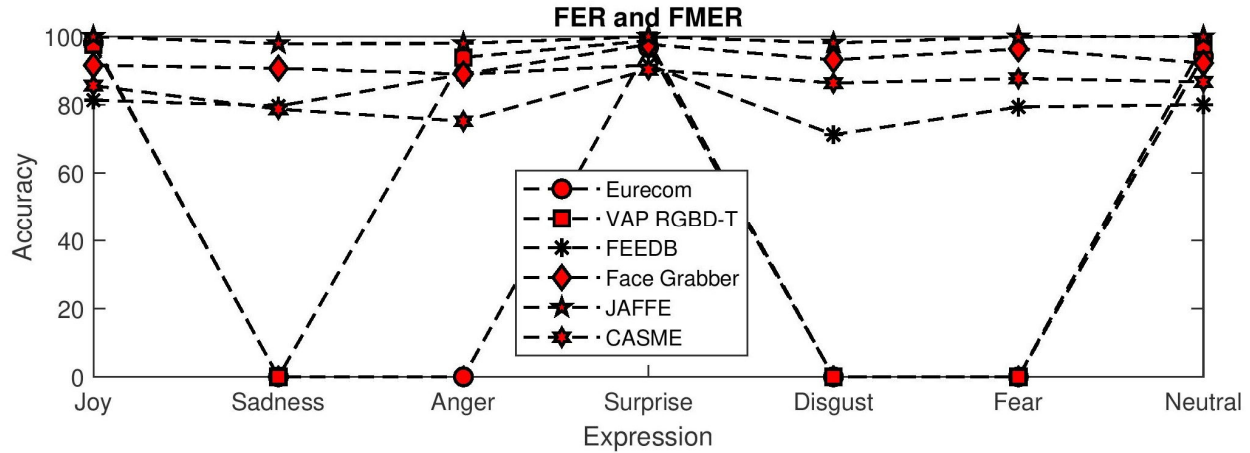 FER and FMER
100
80
60
40
20
0
Accuracy
Eurecom
VAP RGBD-T
FEEDB
Face Grabber
JAFFE
CASME
Joy Sadness Anger Surprise Disgust Fear Neutral
Expression